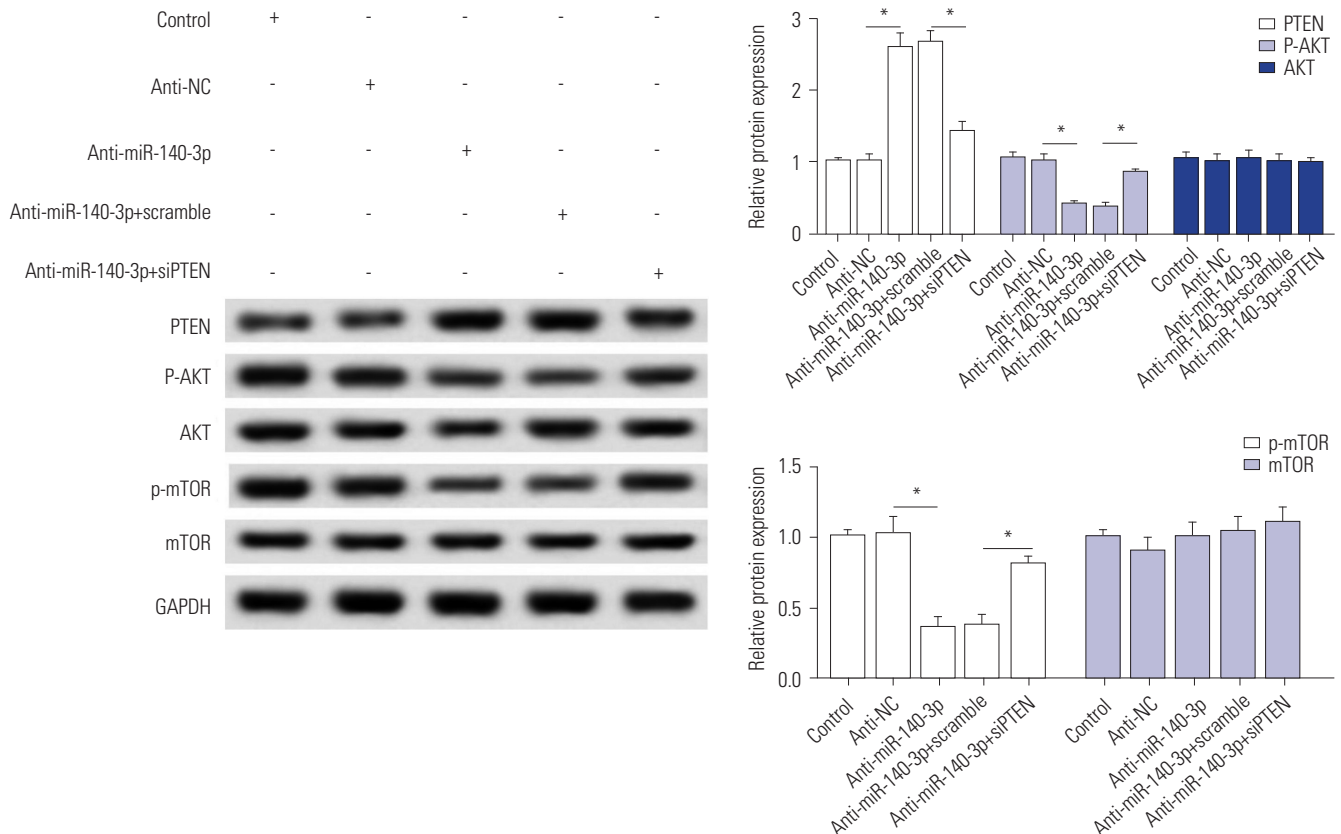 Control + - - - -
Anti-NC - + - - -
Anti-miR-140-3p - - + - -
Anti-miR-140-3p+scramble - - - + -
Anti-miR-140-3p+siPTEN - - - - +
PTEN
P-AKT
AKT
p-mTOR
mTOR
GAPDH
Relative protein expression
3
2
1
0
* *
* *
PTEN
P-AKT
AKT
Control
Anti-NC
Anti-miR-140-3p
Anti-miR-140-3p+scramble
Anti-miR-140-3p+siPTEN
Control
Anti-NC
Anti-miR-140-3p
Anti-miR-140-3p+scramble
Anti-miR-140-3p+siPTEN
Control
Anti-NC
Anti-miR-140-3p
Anti-miR-140-3p+scramble
Anti-miR-140-3p+siPTEN
Relative protein expression
1.5
1.0
0.5
0.0
*
*
p-mTOR
mTOR
Control
Anti-NC
Anti-miR-140-3p
Anti-miR-140-3p+scramble
Anti-miR-140-3p+siPTEN
Control
Anti-NC
Anti-miR-140-3p
Anti-miR-140-3p+scramble
Anti-miR-140-3p+siPTEN